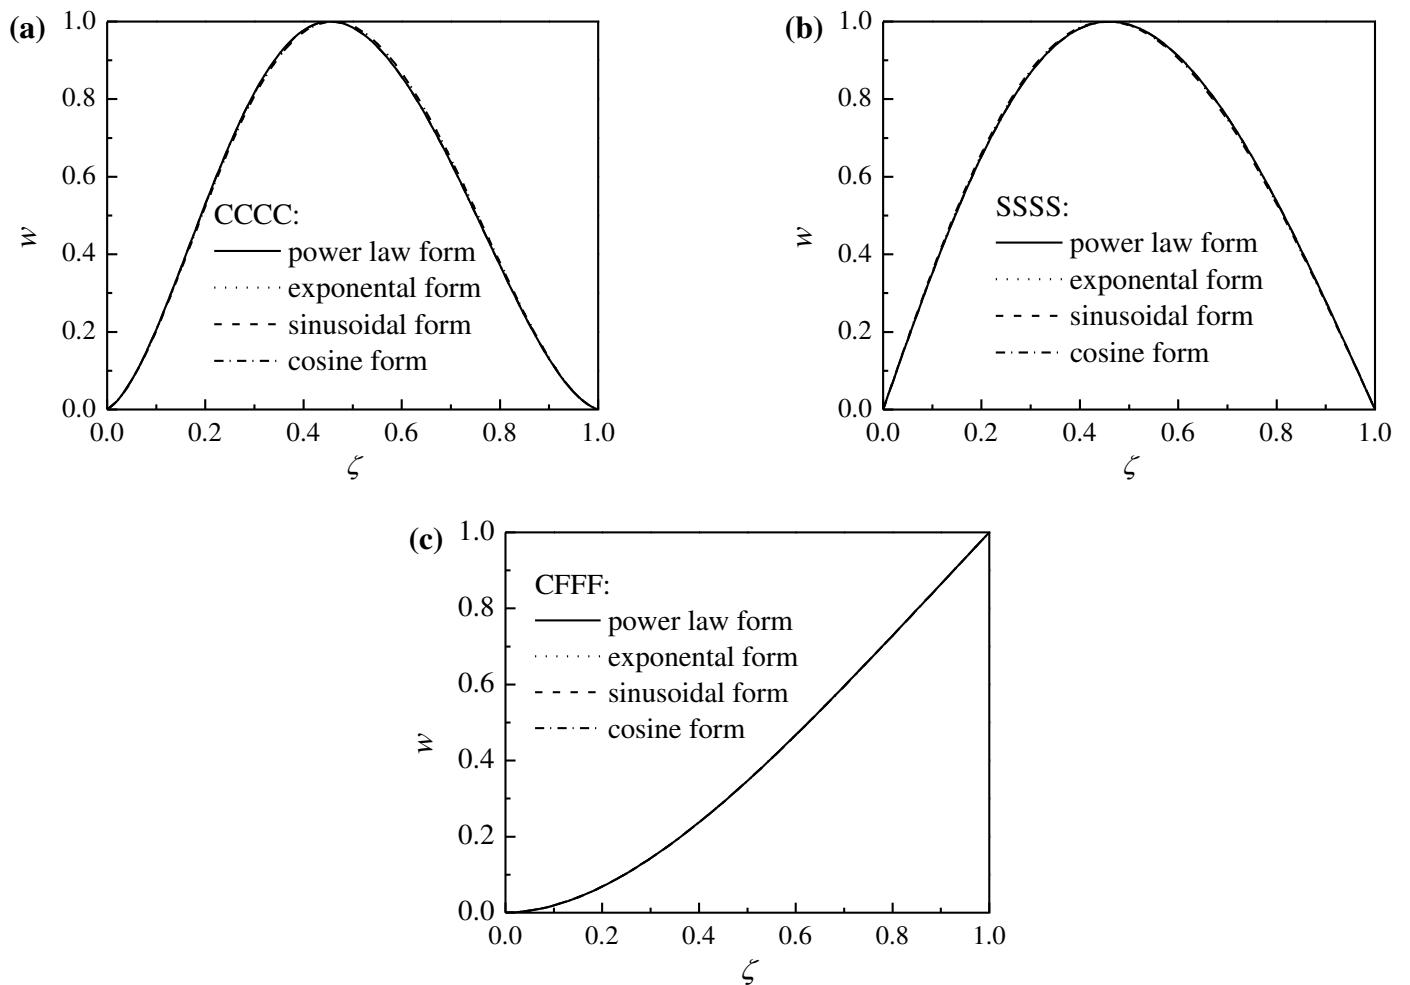 (a)
1.0
0.8
0.6
0.4
0.2
0.0
w
CCCC:
power law form
exponental form
sinusoidal form
cosine form
0.0 0.2 0.4 0.6 0.8 1.0
ζ
(b)
1.0
0.8
0.6
0.4
0.2
0.0
w
SSSS:
power law form
exponental form
sinusoidal form
cosine form
0.0 0.2 0.4 0.6 0.8 1.0
ζ
(c)
1.0
0.8
0.6
0.4
0.2
0.0
w
CFFF:
power law form
exponental form
sinusoidal form
cosine form
0.0 0.2 0.4 0.6 0.8 1.0
ζ